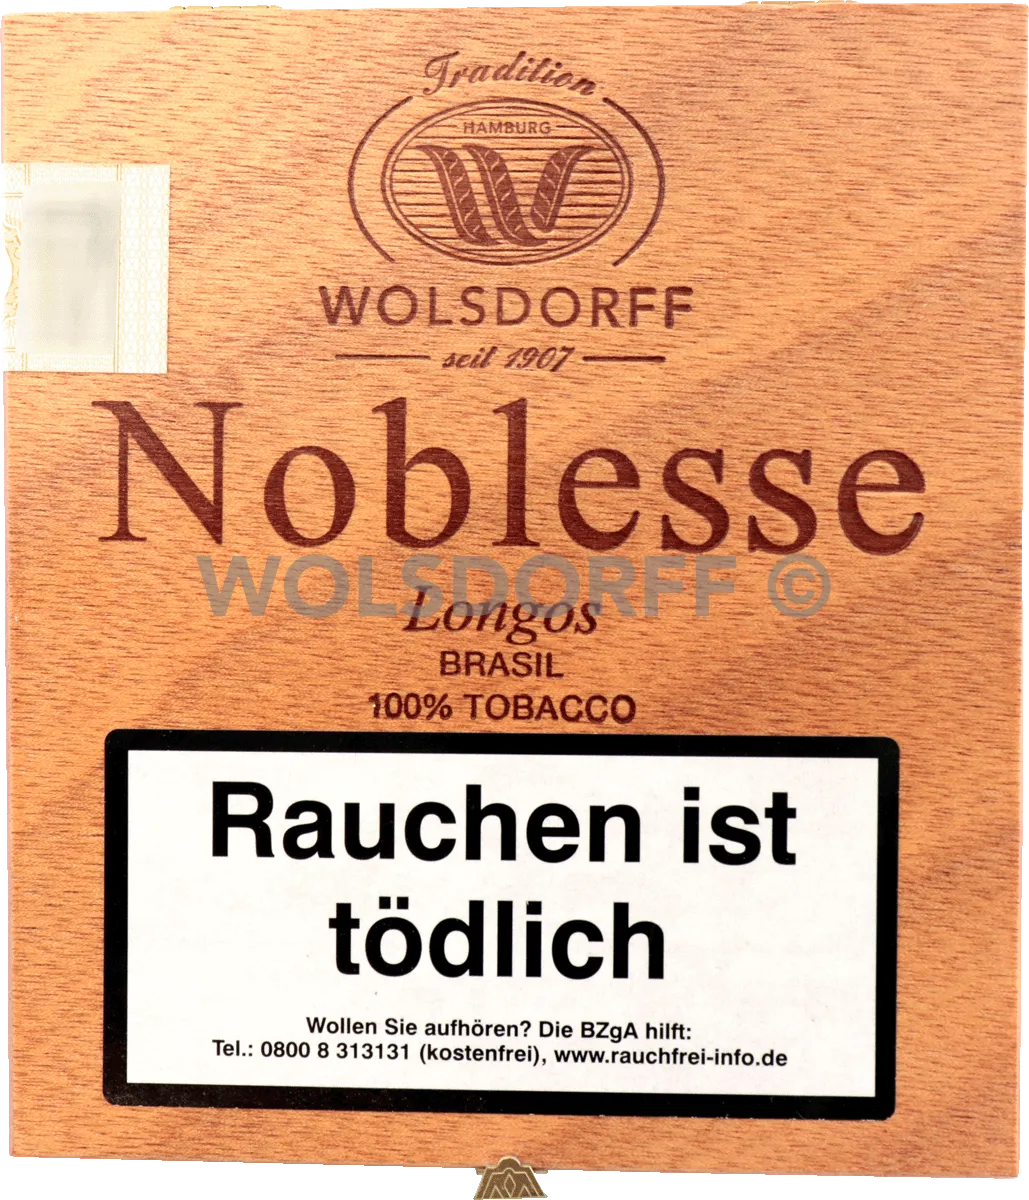 Tradition
HAMBURG
W
WOLSDORFF
seit 1907
Noblesse
WOLSDORFF ©
Longos
BRASIL
100% TOBACCO
Rauchen ist
tödlich
Wollen Sie aufhören? Die BZgA hilft:
Tel.: 0800 8 313131 (kostenfrei), www.rauchfrei-info.de